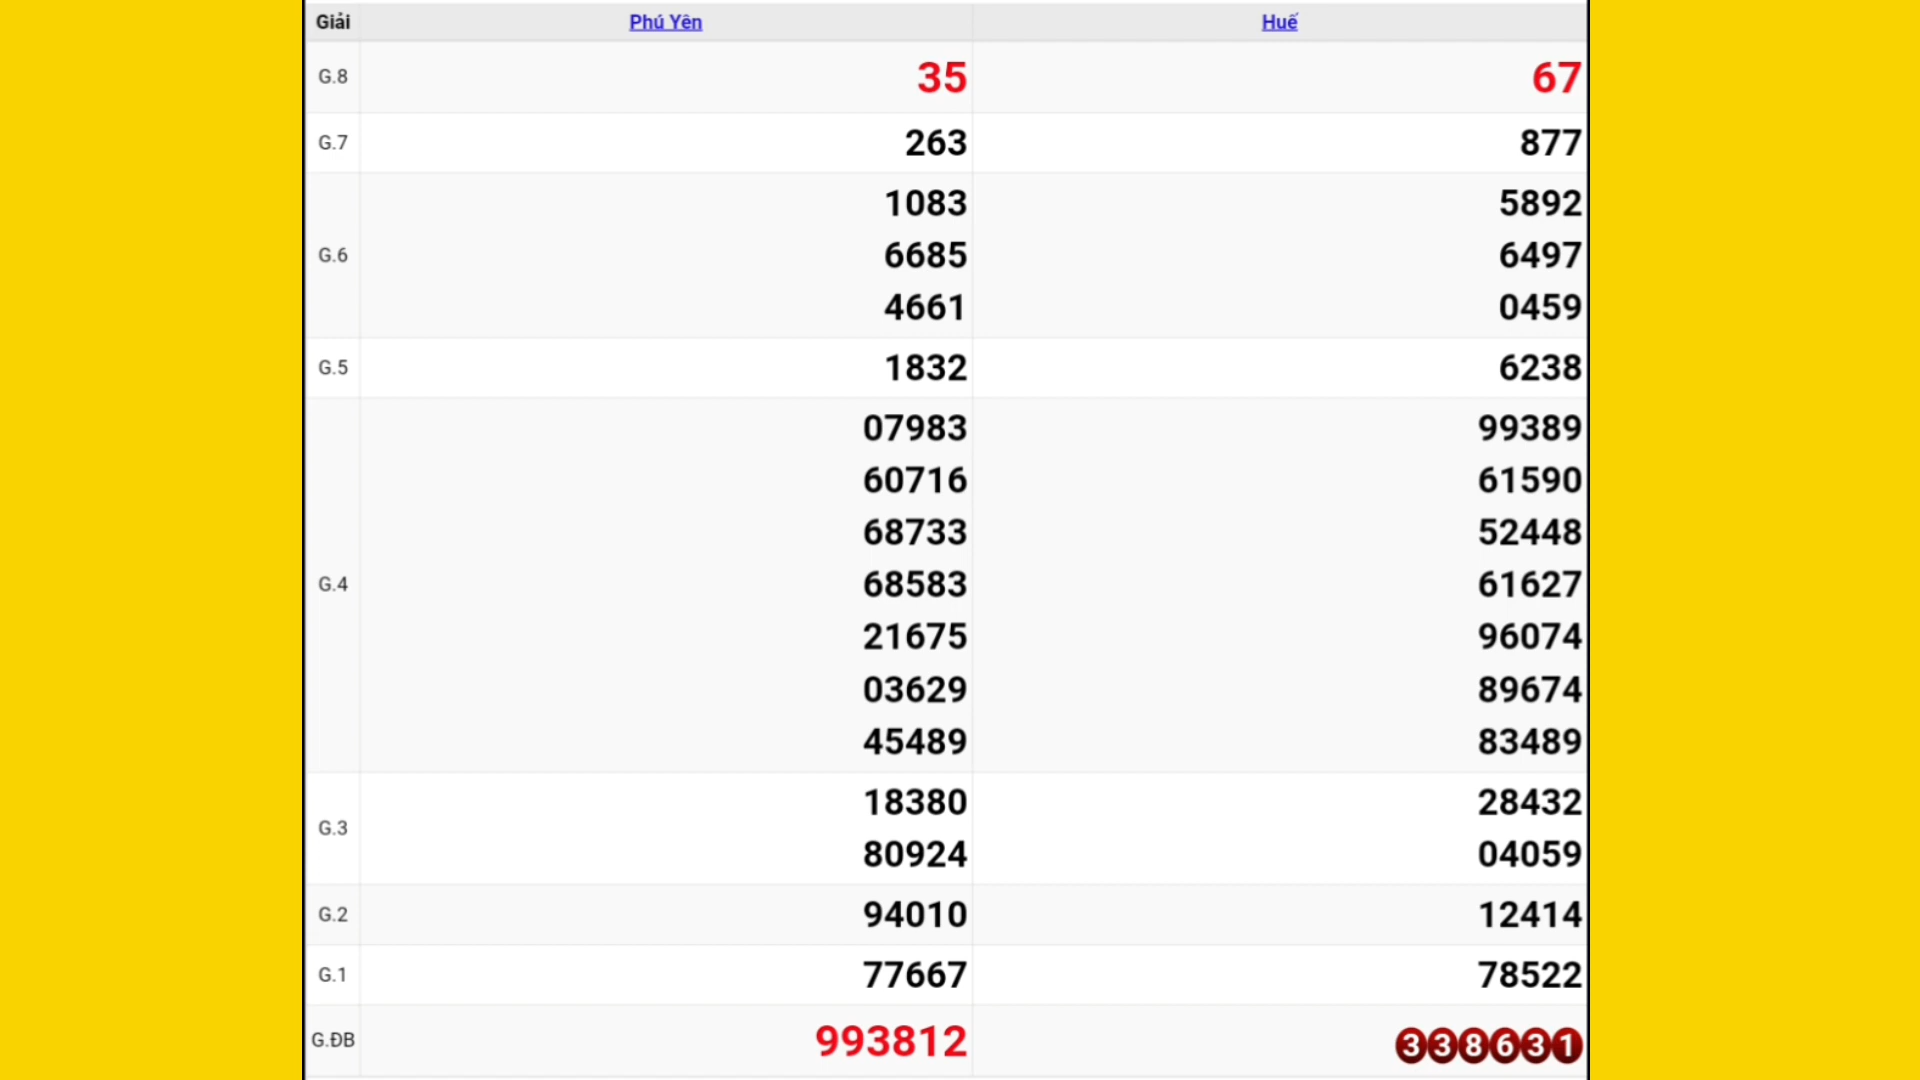 Giải Phú Yên Huế
G.8 35 67
G.7 263 877
1083 5892
G.6 6685 6497
4661 0459
G.5 1832 6238
07983 99389
60716 61590
68733 52448
G.4 68583 61627
21675 96074
03629 89674
45489 83489
18380 28432
G.3
80924 04059
G.2 94010 12414
G.1 77667 78522
G.ĐB 993812 338631